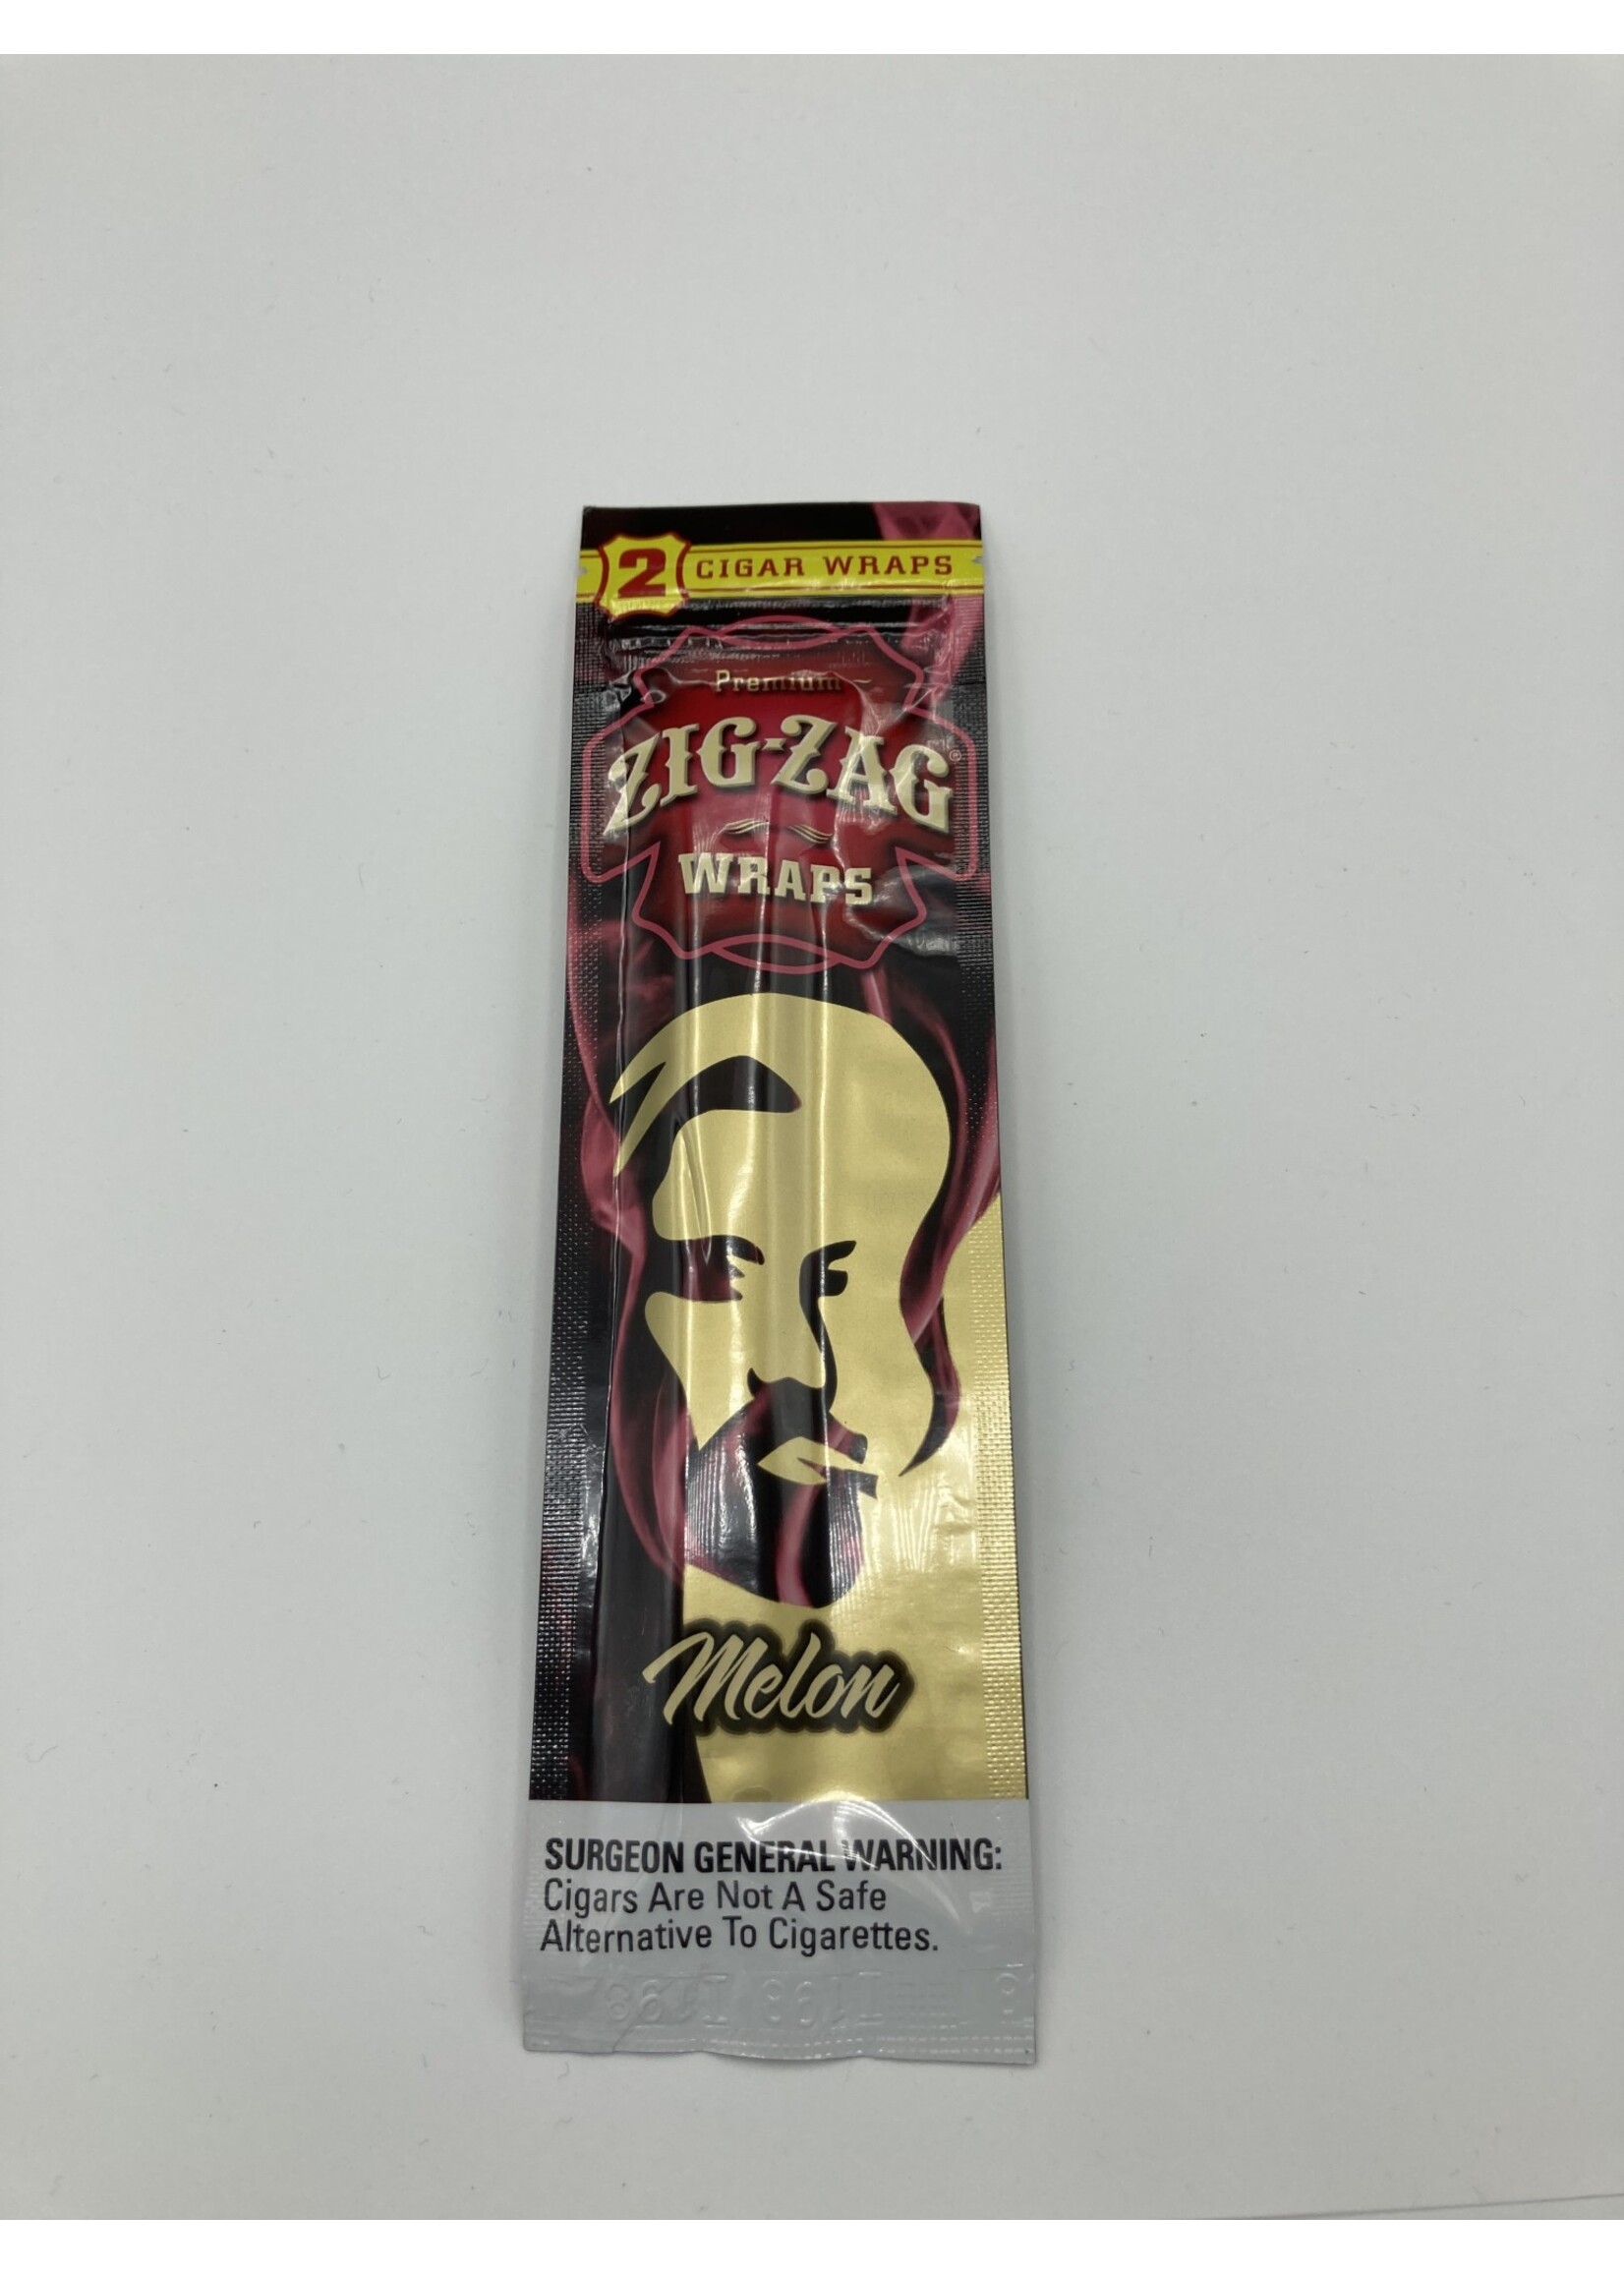 2 CIGAR WRAPS
Premium
ZIG-ZAG®
WRAPS
Melon
SURGEON GENERAL WARNING:
Cigars Are Not A Safe
Alternative To Cigarettes.